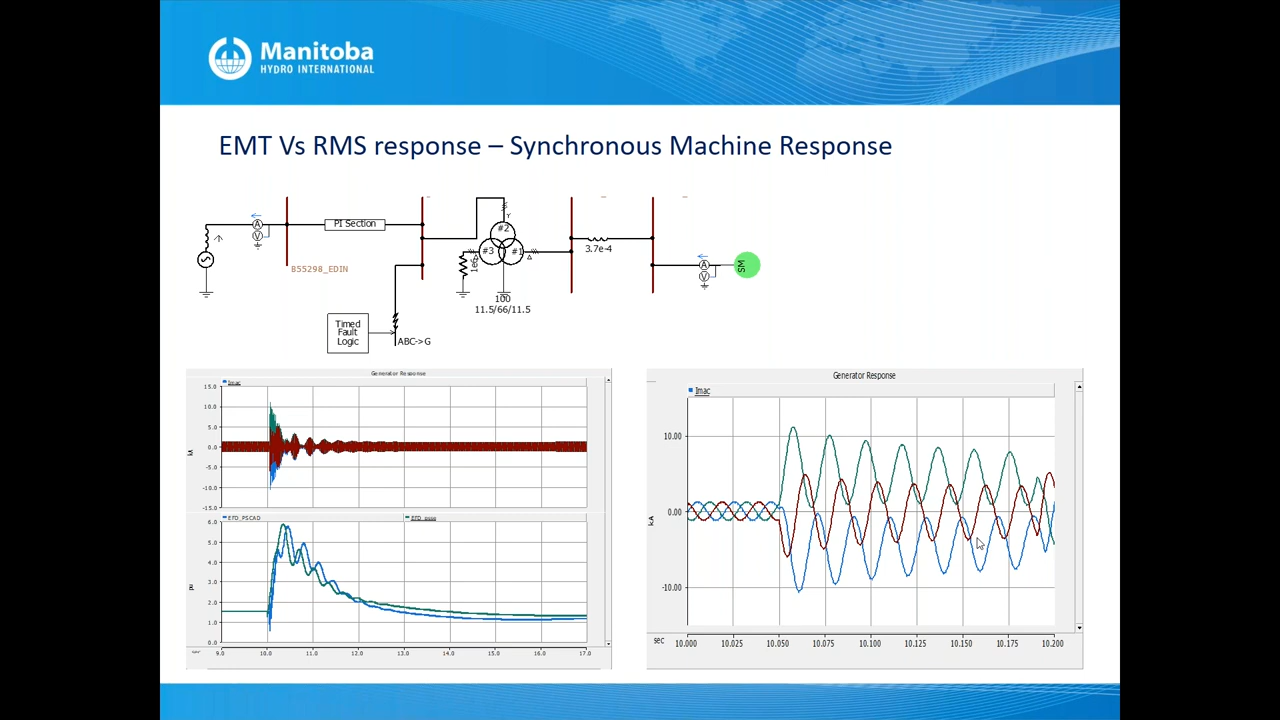 Manitoba
HYDRO INTERNATIONAL
EMT Vs RMS response – Synchronous Machine Response
PI Section
A
V
B55298_EDIN
Timed
Fault
Logic
ABC->G
#2
#3
#1
Y
1e6
100
11.5/66/11.5
3.7e-4
A
V
SM
Generator Response
Imac
15.0
10.0
5.0
0.0
-5.0
-10.0
-15.0
kA
EFD_PSCAD
6.0
5.0
4.0
3.0
2.0
1.0
0.0
pu
sec
9.0
10.0
11.0
12.0
13.0
14.0
15.0
16.0
17.0
Generator Response
Imac
10.00
0.00
-10.00
kA
sec
10.000
10.025
10.050
10.075
10.100
10.125
10.150
10.175
10.200